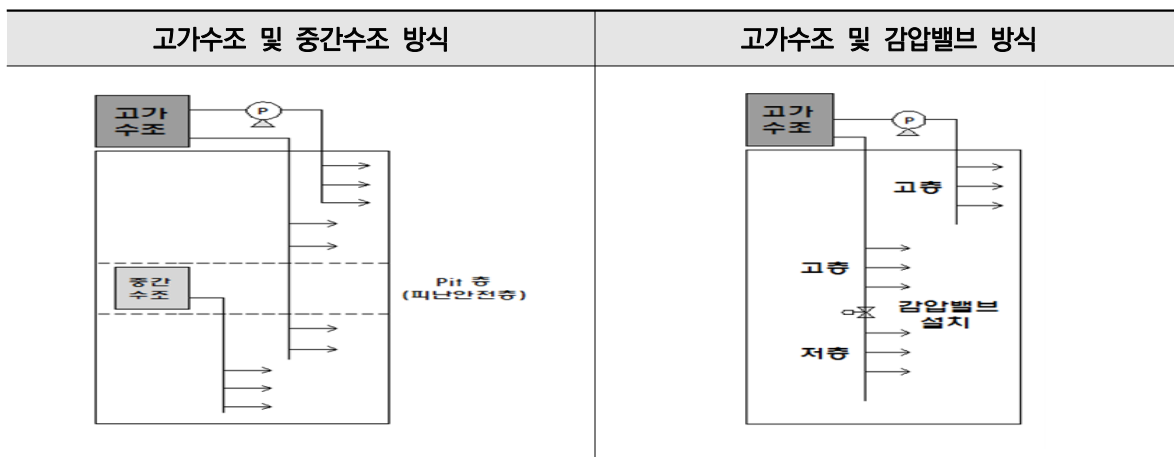 고가수조 및 중간수조 방식
고가수조 및 감압밸브 방식
고가
수조
P
중간
수조
Pit 층
(피난안전층)
고가
수조
P
고층
고층
감압밸브
설치
저층